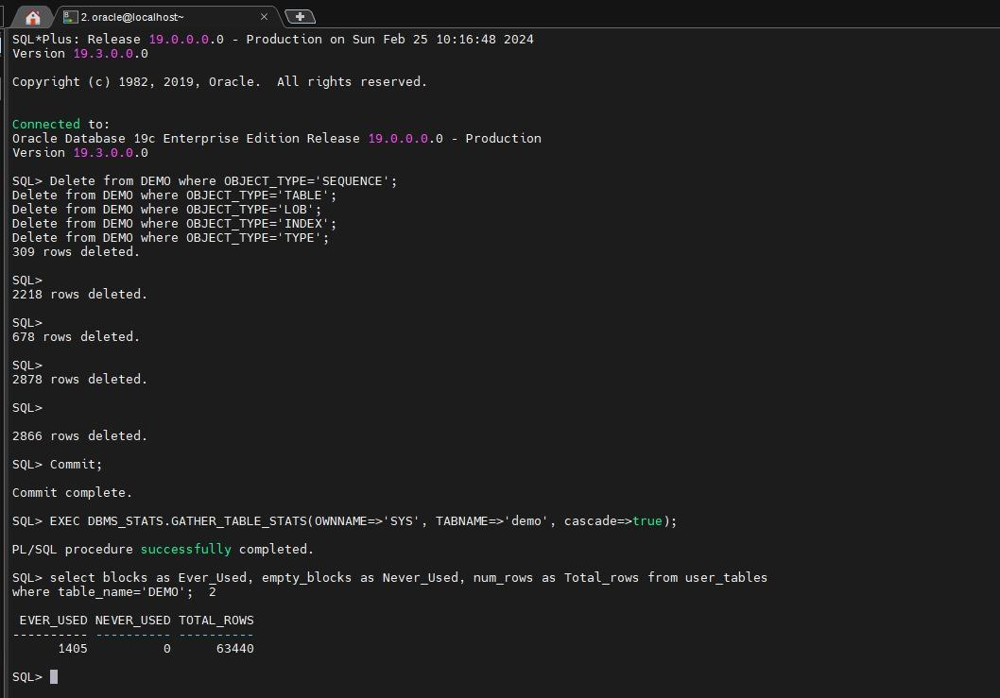 2. oracle@localhost~
SQL*Plus: Release 19.0.0.0.0 - Production on Sun Feb 25 10:16:48 2024
Version 19.3.0.0.0
Copyright (c) 1982, 2019, Oracle.  All rights reserved.
Connected to:
Oracle Database 19c Enterprise Edition Release 19.0.0.0.0 - Production
Version 19.3.0.0.0
SQL> Delete from DEMO where OBJECT_TYPE='SEQUENCE';
Delete from DEMO where OBJECT_TYPE='TABLE';
Delete from DEMO where OBJECT_TYPE='LOB';
Delete from DEMO where OBJECT_TYPE='INDEX';
Delete from DEMO where OBJECT_TYPE='TYPE';
309 rows deleted.
SQL>
2218 rows deleted.
SQL>
678 rows deleted.
SQL>
2878 rows deleted.
SQL>
2866 rows deleted.
SQL> Commit;
Commit complete.
SQL> EXEC DBMS_STATS.GATHER_TABLE_STATS(OWNNAME=>'SYS', TABNAME=>'demo', cascade=>true);
PL/SQL procedure successfully completed.
SQL> select blocks as Ever_Used, empty_blocks as Never_Used, num_rows as Total_rows from user_tables
where table_name='DEMO';  2
 EVER_USED NEVER_USED TOTAL_ROWS
---------- ---------- ----------
      1405          0      63440
SQL>